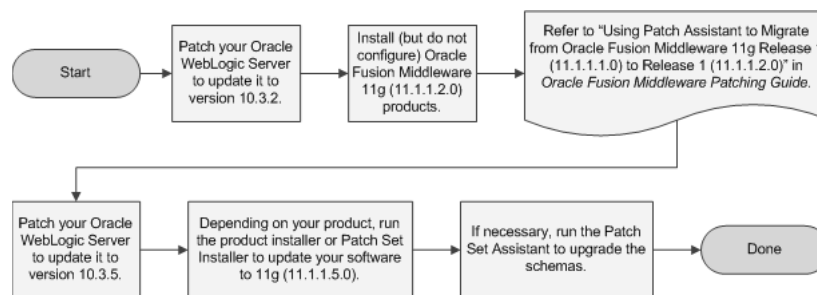 Start
Patch your Oracle
WebLogic Server
to update it to
version 10.3.2.
Install (but do not
configure) Oracle
Fusion Middleware
11g (11.1.1.2.0)
products.
Refer to “Using Patch Assistant to Migrate
from Oracle Fusion Middleware 11g Release 1
(11.1.1.1.0) to Release 1 (11.1.1.2.0)” in
Oracle Fusion Middleware Patching Guide.
Patch your Oracle
WebLogic Server
to update it to
version 10.3.5.
Depending on your product, run
the product installer or Patch Set
Installer to update your software
to 11g (11.1.1.5.0).
If necessary, run the Patch
Set Assistant to upgrade the
schemas.
Done